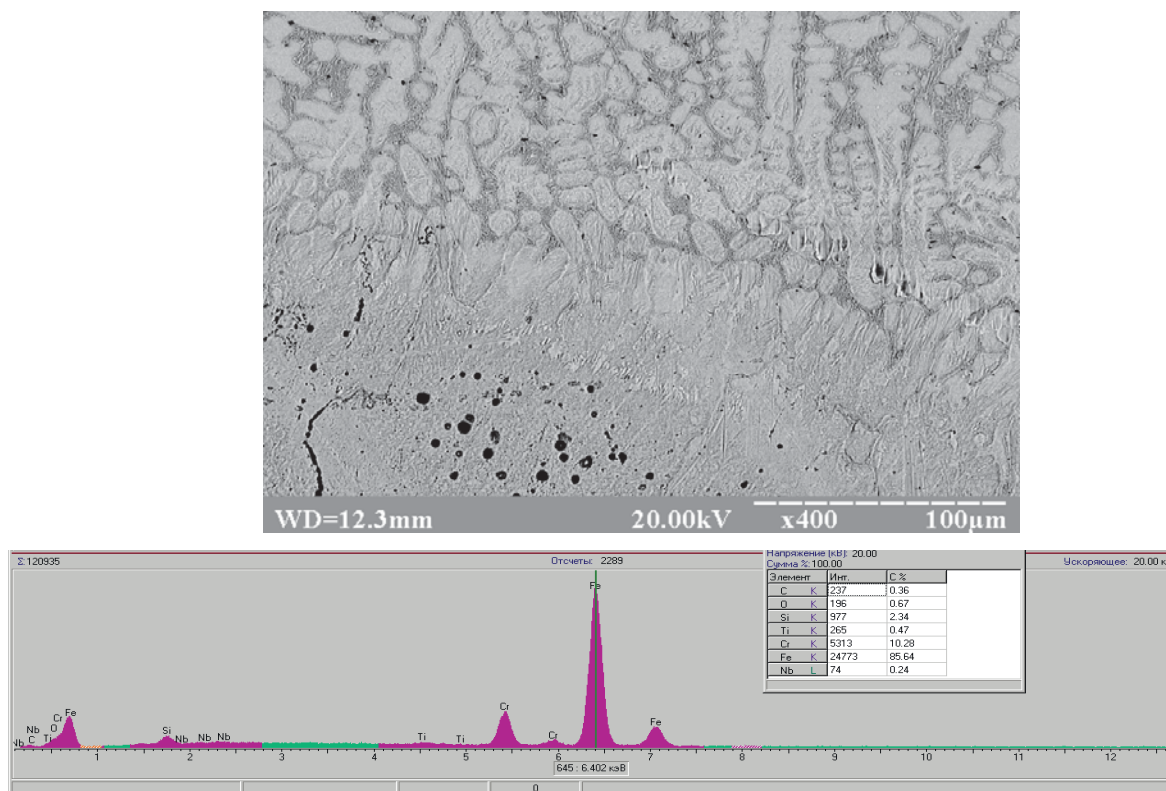 WD=12.3mm 20.00kV x400 100µm
Σ:120935 Отсчеты: 2289 Ускоряющее: 20.00 к
Напряжение (кВ): 20.00
Сумма %: 100.00
Элемент Инт. C %
C K 237 0.36
O K 196 0.67
Si K 977 2.34
Ti K 265 0.47
Cr K 5313 10.28
Fe K 24773 85.64
Nb L 74 0.24
Fe
Cr Fe
Nb O
Nb C Ti
Si
Nb Nb Nb
Ti Ti
Cr
Cr
Fe
1 2 3 4 5 6 7 8 9 10 11 12
645 : 6.402 кэВ
0